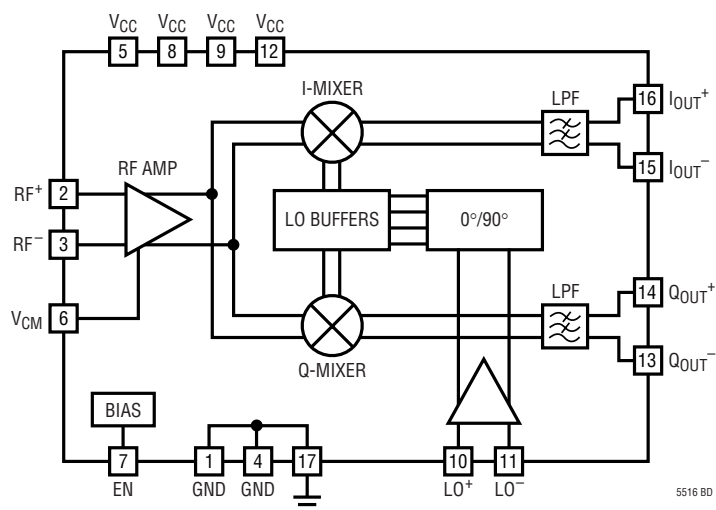 VCC VCC VCC VCC
5 8 9 12
I-MIXER
LPF
16 IOUT+
15 IOUT−
RF AMP
RF+ 2
RF− 3
LO BUFFERS
0°/90°
VCM 6
LPF
14 QOUT+
13 QOUT−
Q-MIXER
BIAS
7 1 4 17 10 11
EN GND GND LO+ LO−
5516 BD